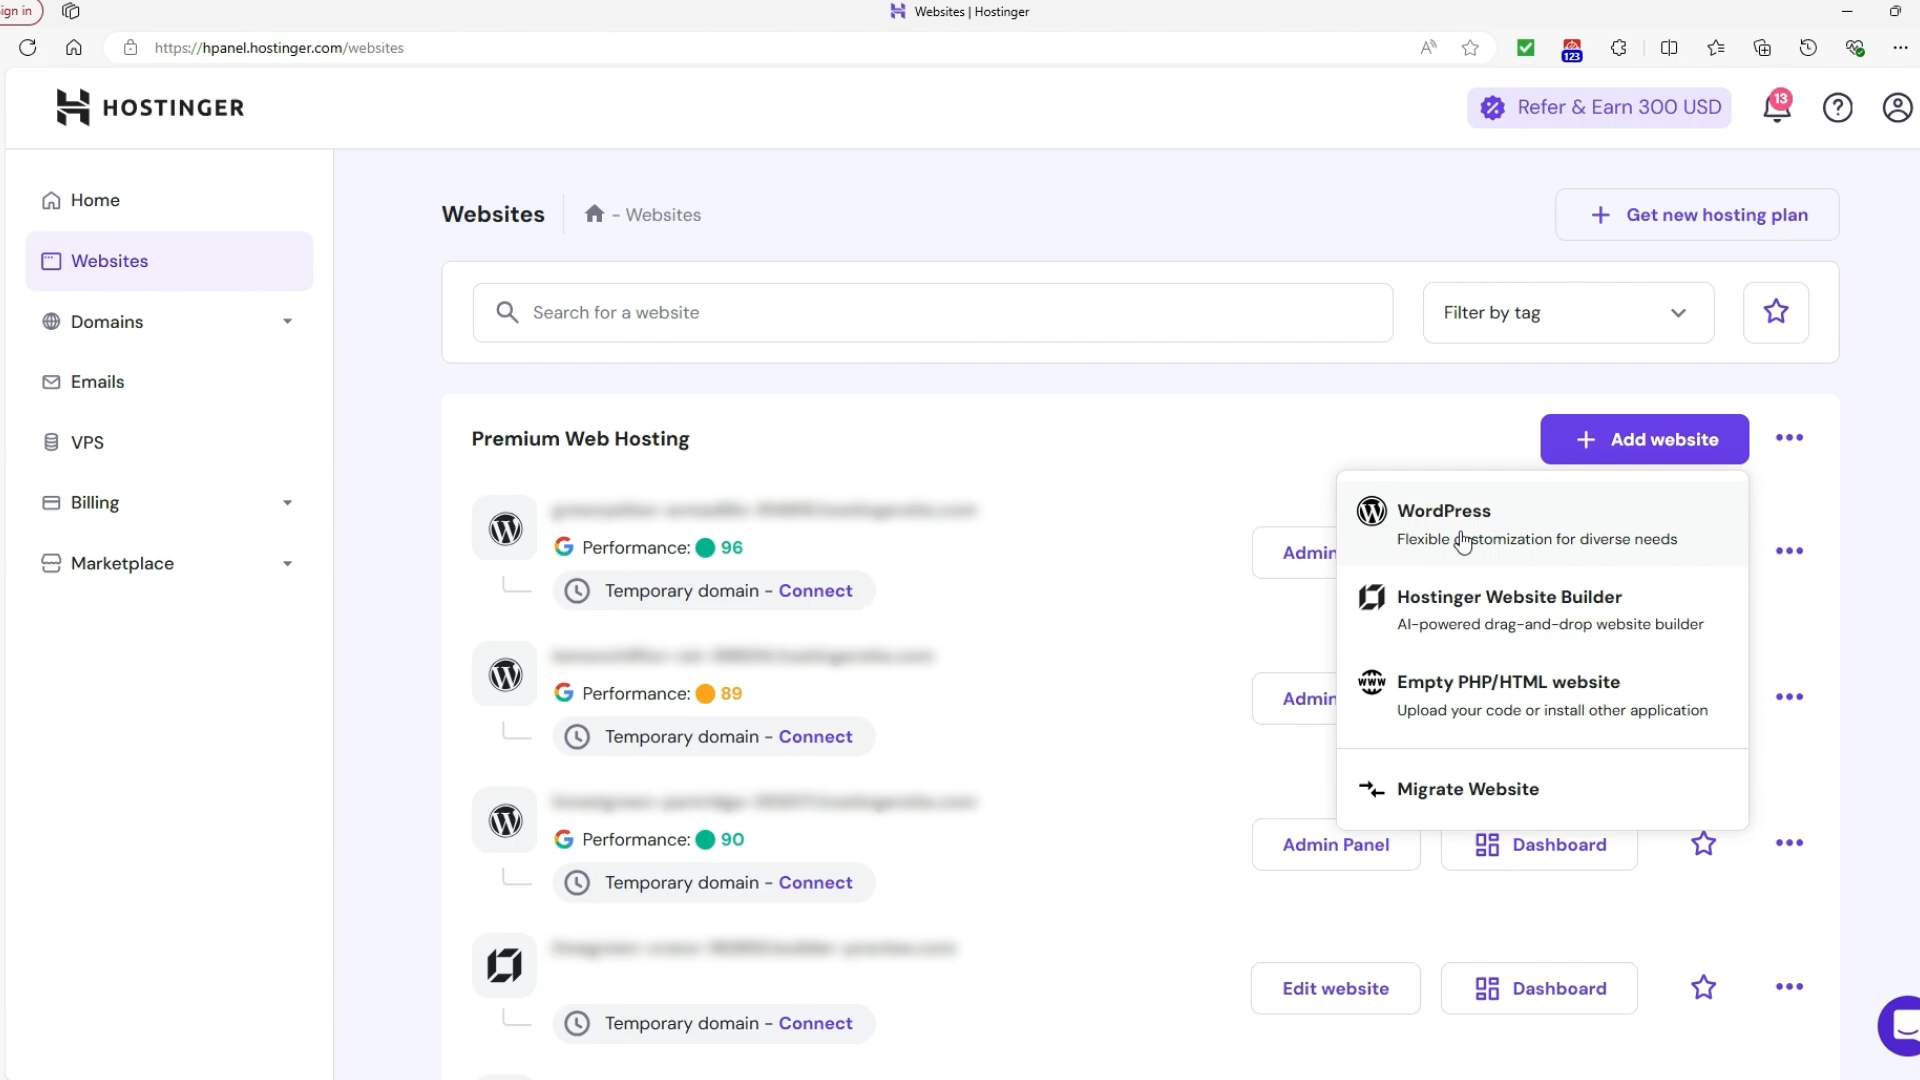 ign in
Websites | Hostinger
https://hpanel.hostinger.com/websites
A
123
HOSTINGER
Refer & Earn 300 USD
13
Home
Websites
Domains
Emails
VPS
Billing
Marketplace
Websites
- Websites
Get new hosting plan
Search for a website
Filter by tag
Premium Web Hosting
Add website
Performance: 96
Temporary domain - Connect
Admin
Performance: 89
Temporary domain - Connect
Admin
Performance: 90
Temporary domain - Connect
Admin Panel
Dashboard
Temporary domain - Connect
Edit website
Dashboard
WordPress
Flexible customization for diverse needs
Hostinger Website Builder
AI-powered drag-and-drop website builder
www
Empty PHP/HTML website
Upload your code or install other application
Migrate Website